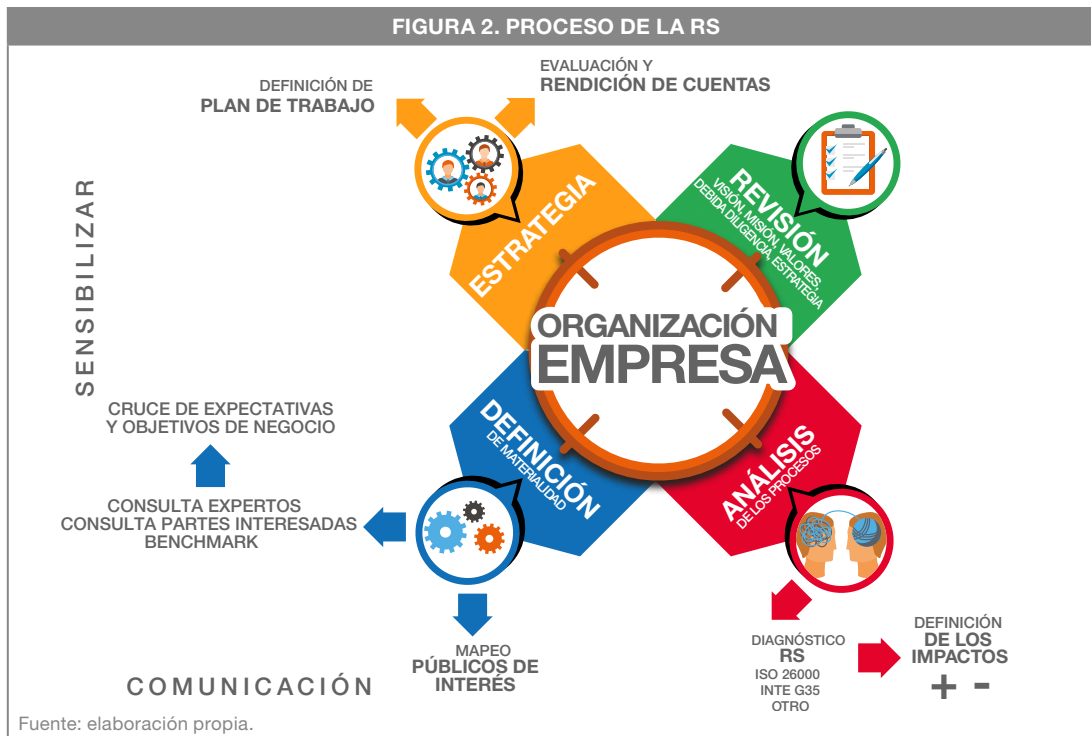 FIGURA 2. PROCESO DE LA RS
DEFINICIÓN DE
PLAN DE TRABAJO
EVALUACIÓN Y
RENDICIÓN DE CUENTAS
ESTRATEGIA
REVISIÓN
VISIÓN, MISIÓN, VALORES,
DEBIDA DILIGENCIA, ESTRATEGIA
SENSIBILIZAR
ORGANIZACIÓN
EMPRESA
CRUCE DE EXPECTATIVAS
Y OBJETIVOS DE NEGOCIO
DEFINICIÓN
DE MATERIALIDAD
ANÁLISIS
DE LOS PROCESOS
CONSULTA EXPERTOS
CONSULTA PARTES INTERESADAS
BENCHMARK
MAPEO
PÚBLICOS DE
INTERÉS
DIAGNÓSTICO
RS
ISO 26000
INTE G35
OTRO
DEFINICIÓN
DE LOS
IMPACTOS
+ -
COMUNICACIÓN
Fuente: elaboración propia.